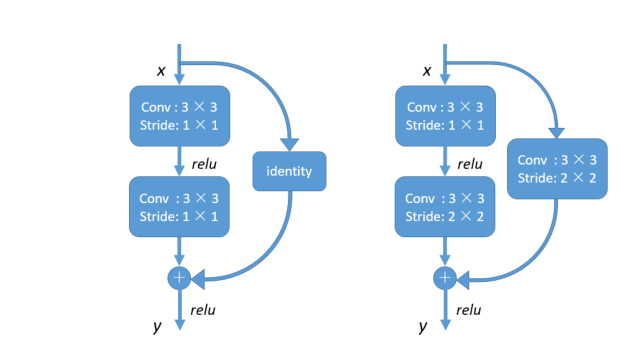 x
Conv : 3 × 3
Stride: 1 × 1
relu
identity
Conv : 3 × 3
Stride: 1 × 1
+
relu
y
x
Conv : 3 × 3
Stride: 1 × 1
relu
Conv : 3 × 3
Stride: 2 × 2
Conv : 3 × 3
Stride: 2 × 2
+
relu
y